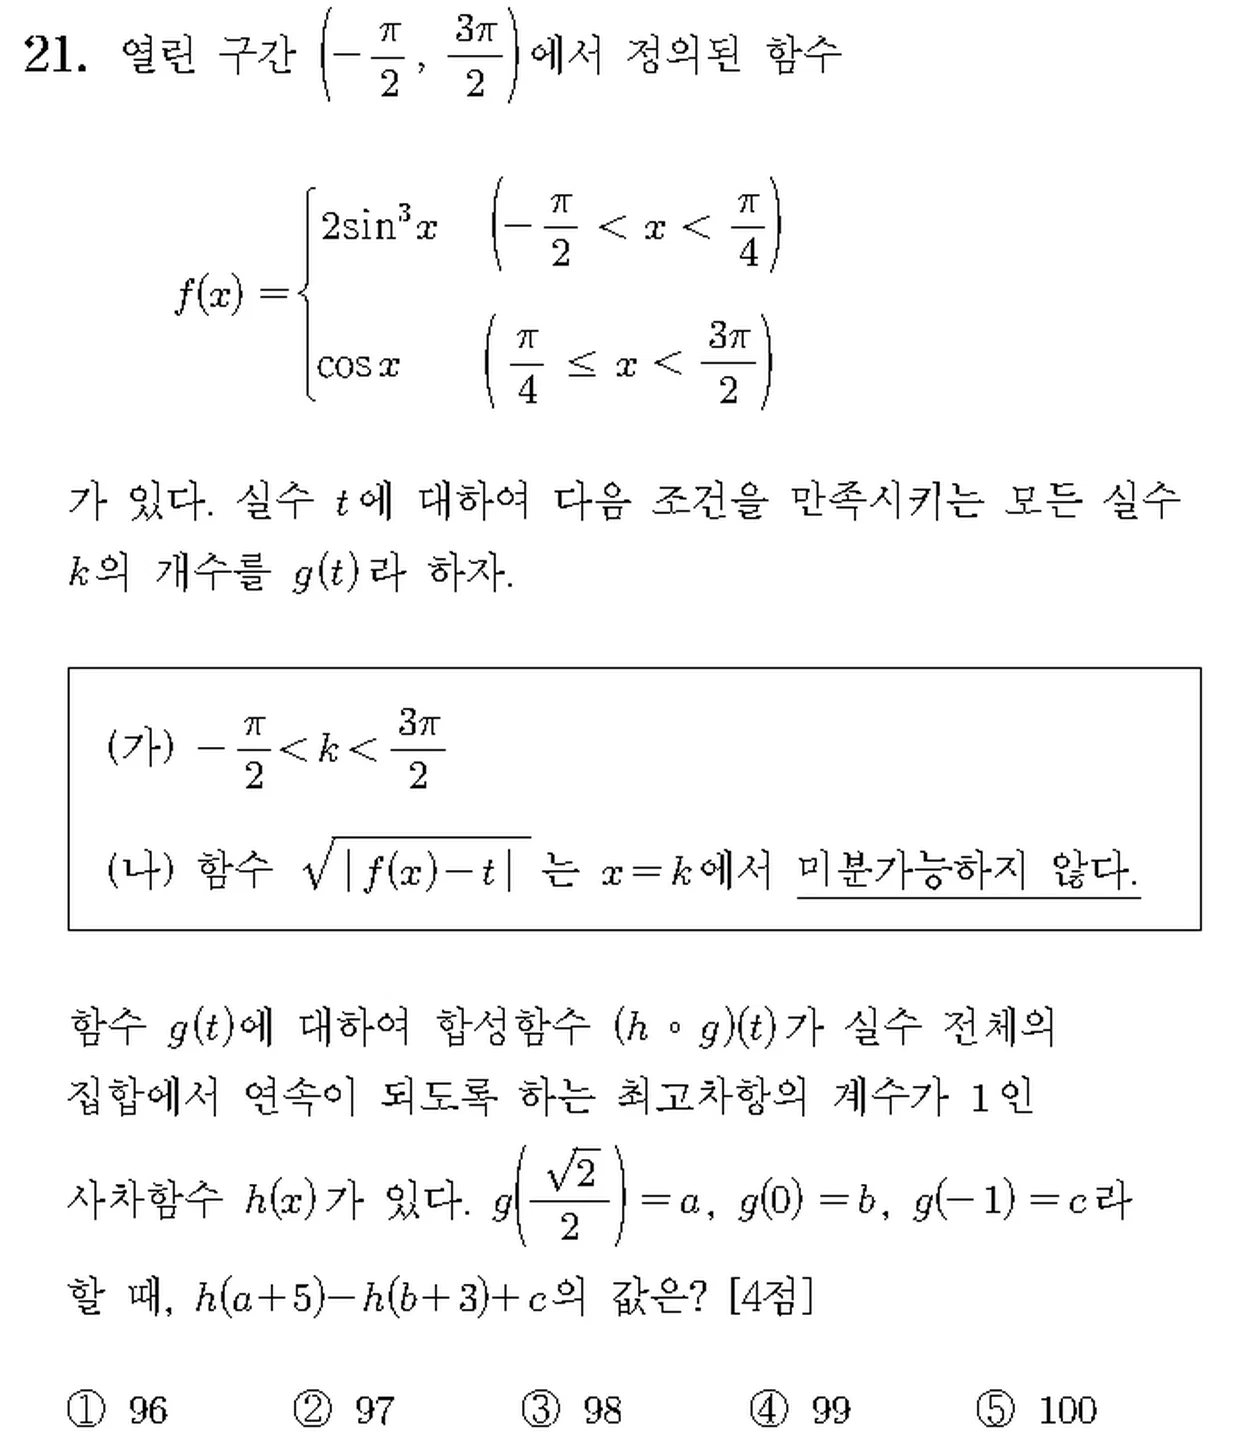 21. 열린 구간 (-π/2, 3π/2)에서 정의된 함수
f(x) = { 2sin³x (-π/2 < x < π/4)
cosx (π/4 ≤ x < 3π/2)
가 있다. 실수 t에 대하여 다음 조건을 만족시키는 모든 실수
k의 개수를 g(t)라 하자.
(가) -π/2 < k < 3π/2
(나) 함수 √|f(x)-t| 는 x=k에서 미분가능하지 않다.
함수 g(t)에 대하여 합성함수 (h∘g)(t)가 실수 전체의
집합에서 연속이 되도록 하는 최고차항의 계수가 1인
사차함수 h(x)가 있다. g(√2/2)=a, g(0)=b, g(-1)=c라
할 때, h(a+5)-h(b+3)+c의 값은? [4점]
① 96 ② 97 ③ 98 ④ 99 ⑤ 100